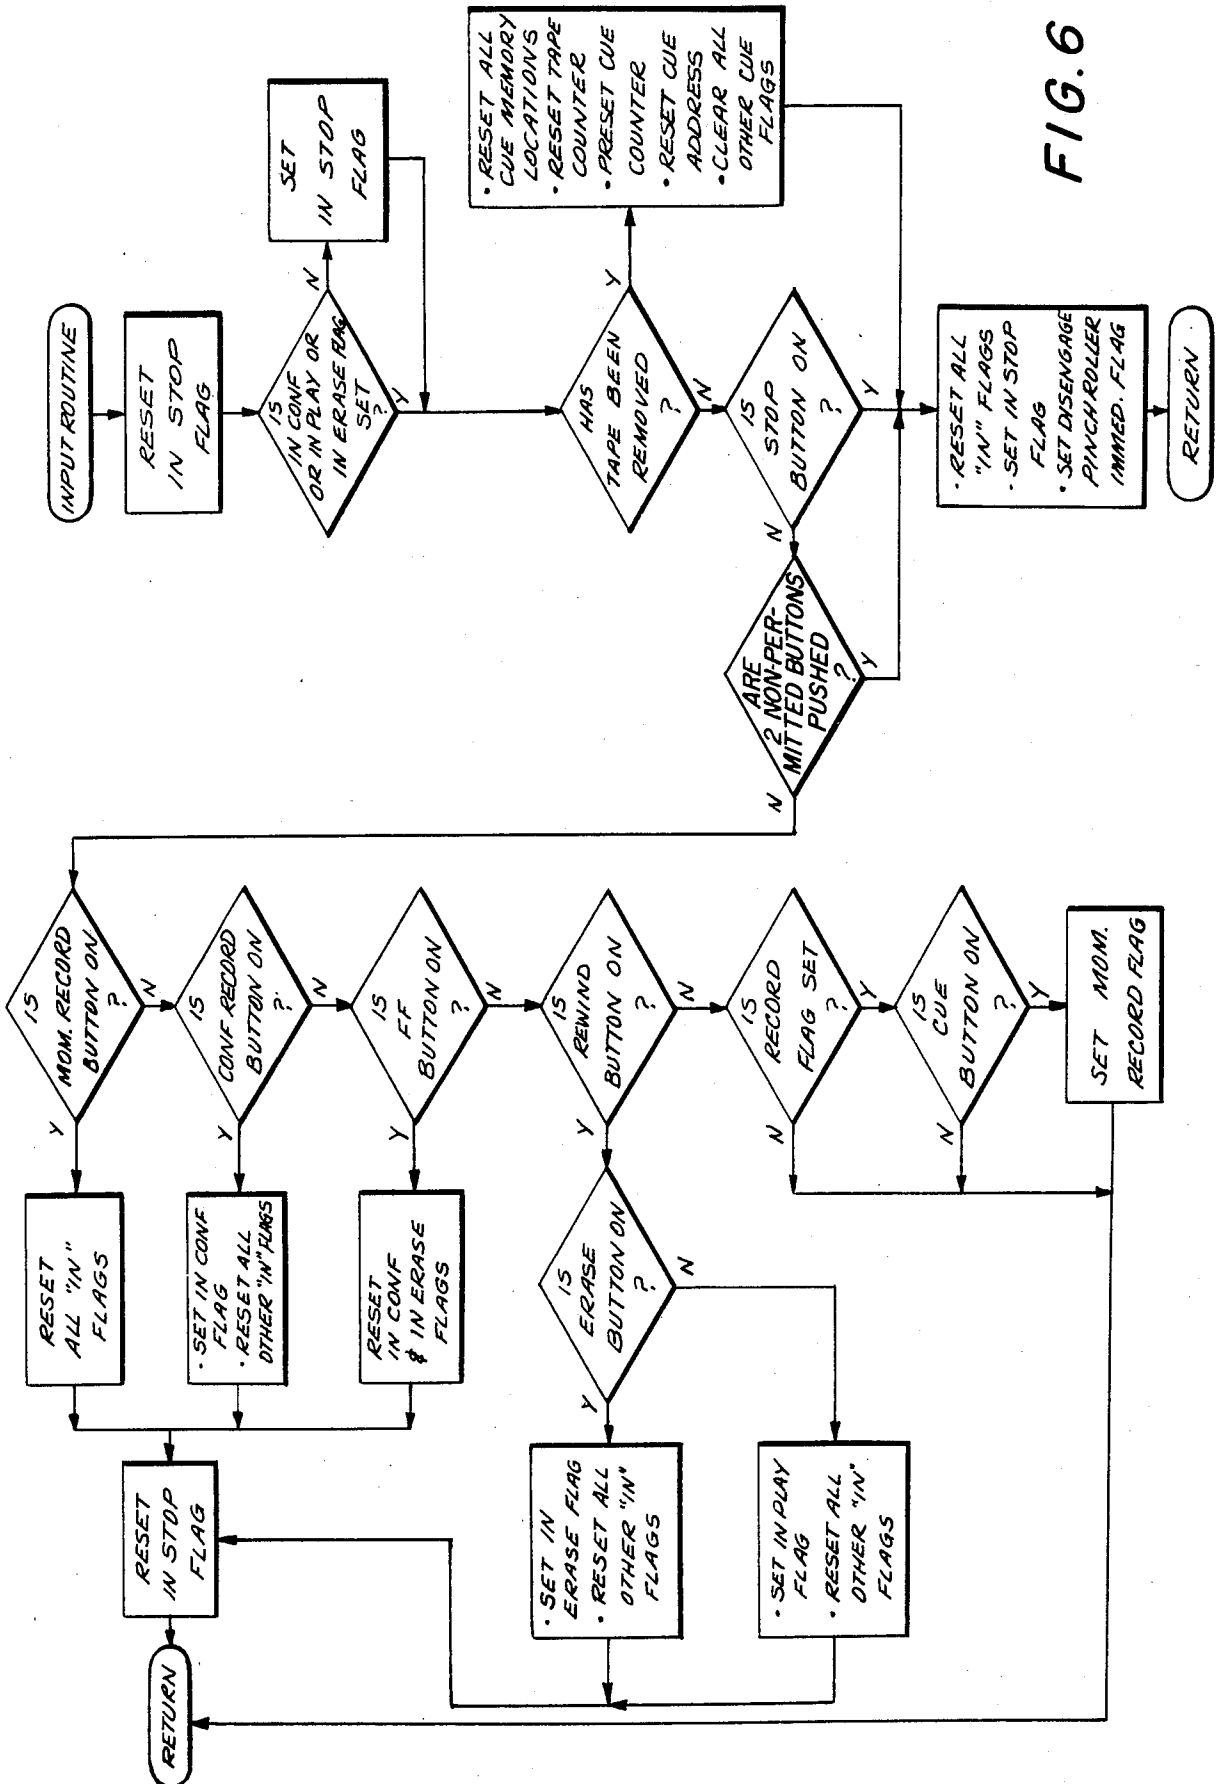 INPUT ROUTINE
RESET
IN STOP
FLAG
IS
IN CONF
OR IN PLAY OR
IN ERASE FLAG
SET
?
N
Y
SET
IN STOP
FLAG
HAS
TAPE BEEN
REMOVED
?
Y
N
• RESET ALL
CUE MEMORY
LOCATIONS
• RESET TAPE
COUNTER
• PRESET CUE
COUNTER
• RESET CUE
ADDRESS
• CLEAR ALL
OTHER CUE
FLAGS
IS
STOP
BUTTON ON
?
N
Y
ARE
2 NON-PER-
MITTED BUTTONS
PUSHED
?
N
Y
• RESET ALL
"IN" FLAGS
• SET IN STOP
FLAG
• SET DISENGAGE
PINCH ROLLER
IMMED. FLAG
RETURN
IS
MOM. RECORD
BUTTON ON
?
Y
N
RESET
ALL "IN"
FLAGS
IS
CONF RECORD
BUTTON ON
?
Y
N
• SET IN CONF
FLAG
• RESET ALL
OTHER "IN" FLAGS
IS
FF
BUTTON ON
?
Y
N
RESET
IN CONF
& IN ERASE
FLAGS
RESET
IN STOP
FLAG
RETURN
IS
REWIND
BUTTON ON
?
Y
N
IS
ERASE
BUTTON ON
?
Y
N
• SET IN
ERASE FLAG
• RESET ALL
OTHER "IN"
FLAGS
• SET IN PLAY
FLAG
• RESET ALL
OTHER "IN"
FLAGS
IS
RECORD
FLAG SET
?
N
Y
IS
CUE
BUTTON ON
?
N
Y
SET MOM.
RECORD FLAG
FIG. 6